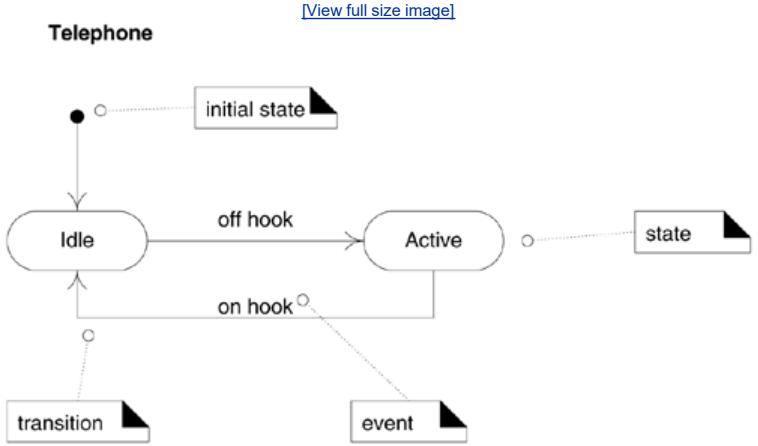 [View full size image]
Telephone
initial state
off hook
Idle
Active
state
on hook
transition
event